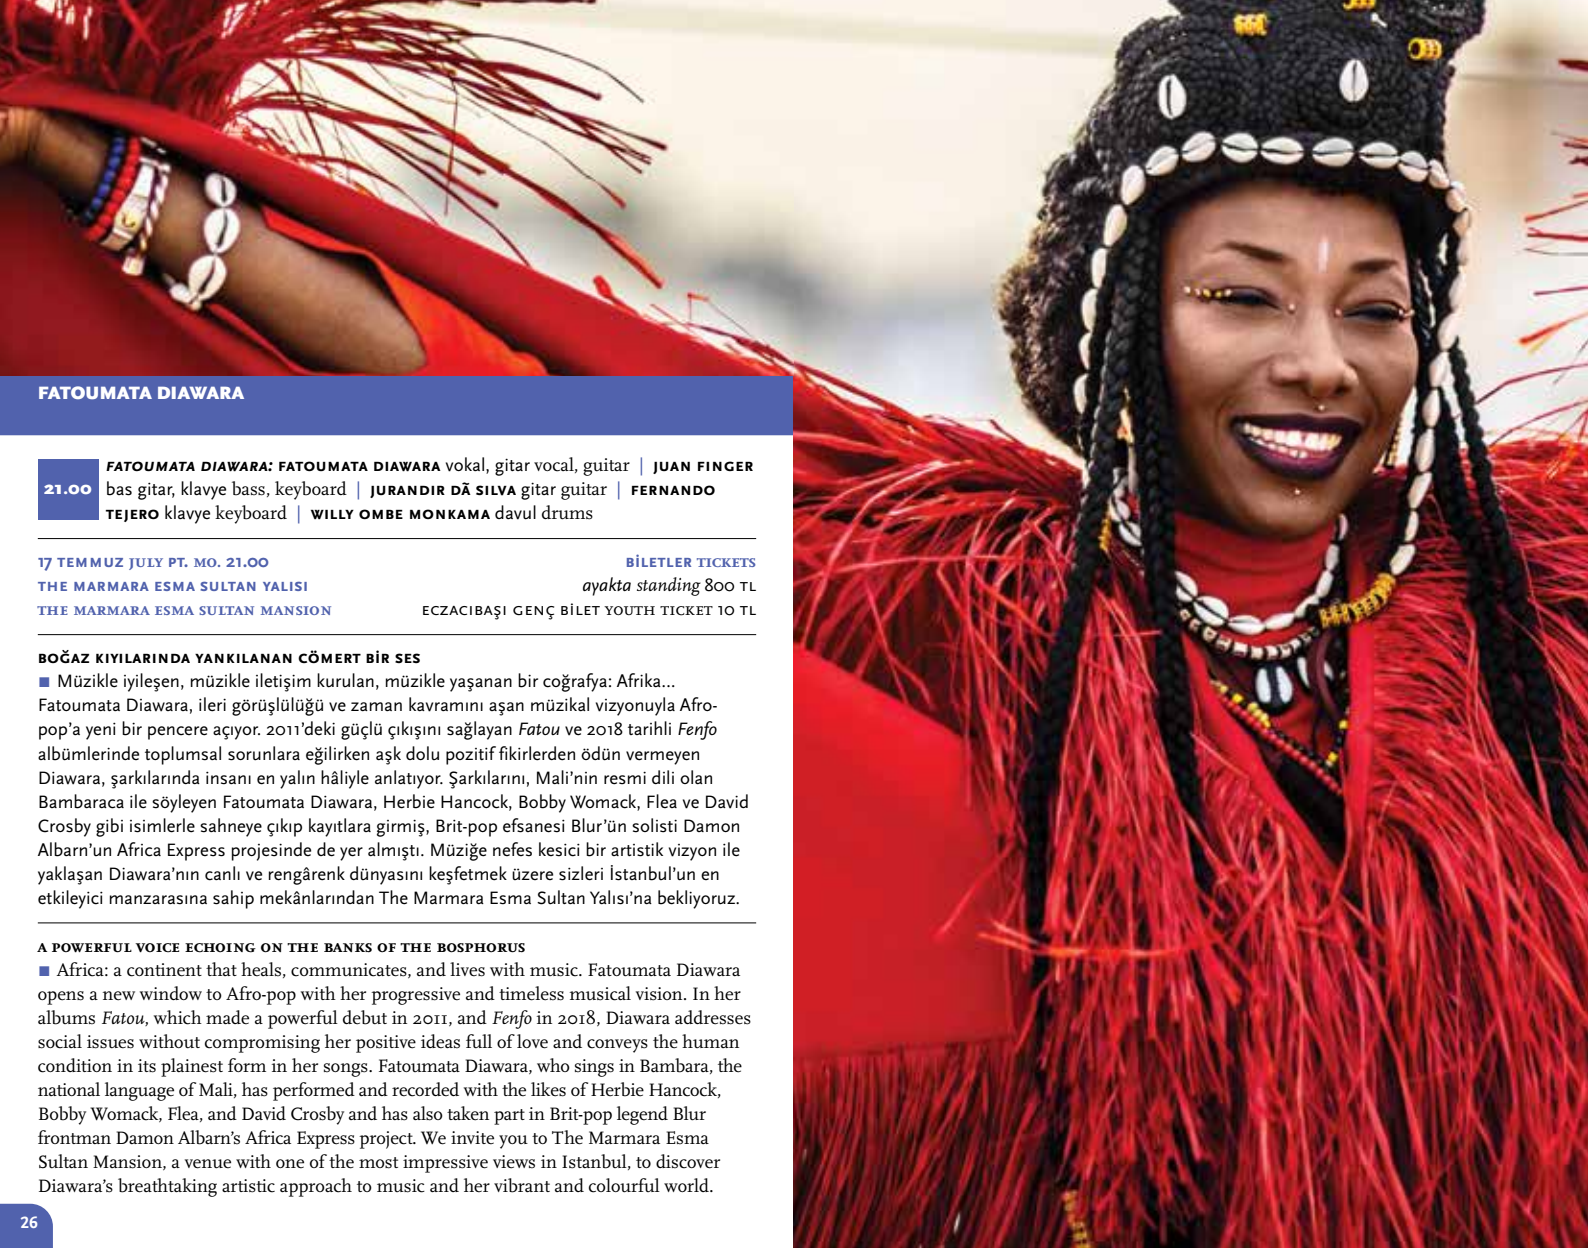 FATOUMATA DIAWARA
21.00
FATOUMATA DIAWARA: FATOUMATA DIAWARA vokal, gitar vocal, guitar | JUAN FINGER
bas gitar, klavye bass, keyboard | JURANDIR DÃ SILVA gitar guitar | FERNANDO
TEJERO klavye keyboard | WILLY OMBE MONKAMA davul drums
17 TEMMUZ JULY PT. MO. 21.00
THE MARMARA ESMA SULTAN YALISI
THE MARMARA ESMA SULTAN MANSION
BİLETLER TICKETS
ayakta standing 800 TL
ECZACIBAŞI GENÇ BİLET YOUTH TICKET 10 TL
BOĞAZ KIYILARINDA YANKILANAN CÖMERT BİR SES
■ Müzikle iyileşen, müzikle iletişim kurulan, müzikle yaşanan bir coğrafya: Afrika...
Fatoumata Diawara, ileri görüşlülüğü ve zaman kavramını aşan müzikal vizyonuyla Afro-
pop’a yeni bir pencere açıyor. 2011’deki güçlü çıkışını sağlayan Fatou ve 2018 tarihli Fenfo
albümlerinde toplumsal sorunlara eğilirken aşk dolu pozitif fikirlerden ödün vermeyen
Diawara, şarkılarında insanı en yalın hâliyle anlatıyor. Şarkılarını, Mali’nin resmi dili olan
Bambaraca ile söyleyen Fatoumata Diawara, Herbie Hancock, Bobby Womack, Flea ve David
Crosby gibi isimlerle sahneye çıkıp kayıtlara girmiş, Brit-pop efsanesi Blur’ün solisti Damon
Albarn’un Africa Express projesinde de yer almıştı. Müziğe nefes kesici bir artistik vizyon ile
yaklaşan Diawara’nın canlı ve rengârenk dünyasını keşfetmek üzere sizleri İstanbul’un en
etkileyici manzarasına sahip mekânlarından The Marmara Esma Sultan Yalısı’na bekliyoruz.
A POWERFUL VOICE ECHOING ON THE BANKS OF THE BOSPHORUS
■ Africa: a continent that heals, communicates, and lives with music. Fatoumata Diawara
opens a new window to Afro-pop with her progressive and timeless musical vision. In her
albums Fatou, which made a powerful debut in 2011, and Fenfo in 2018, Diawara addresses
social issues without compromising her positive ideas full of love and conveys the human
condition in its plainest form in her songs. Fatoumata Diawara, who sings in Bambara, the
national language of Mali, has performed and recorded with the likes of Herbie Hancock,
Bobby Womack, Flea, and David Crosby and has also taken part in Brit-pop legend Blur
frontman Damon Albarn’s Africa Express project. We invite you to The Marmara Esma
Sultan Mansion, a venue with one of the most impressive views in Istanbul, to discover
Diawara’s breathtaking artistic approach to music and her vibrant and colourful world.
26